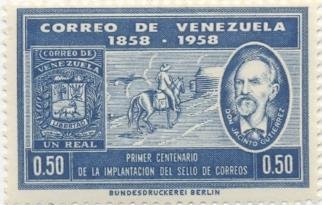 CORREO DE VENEZUELA
1858 - 1958
CORREO DE
VENEZUELA
LIBERTAD
UN REAL
DON JACINTO GUTIERREZ
0.50
PRIMER CENTENARIO
DE LA IMPLANTACION DEL SELLO DE CORREOS
0.50
BUNDESDRUCKEREI BERLIN